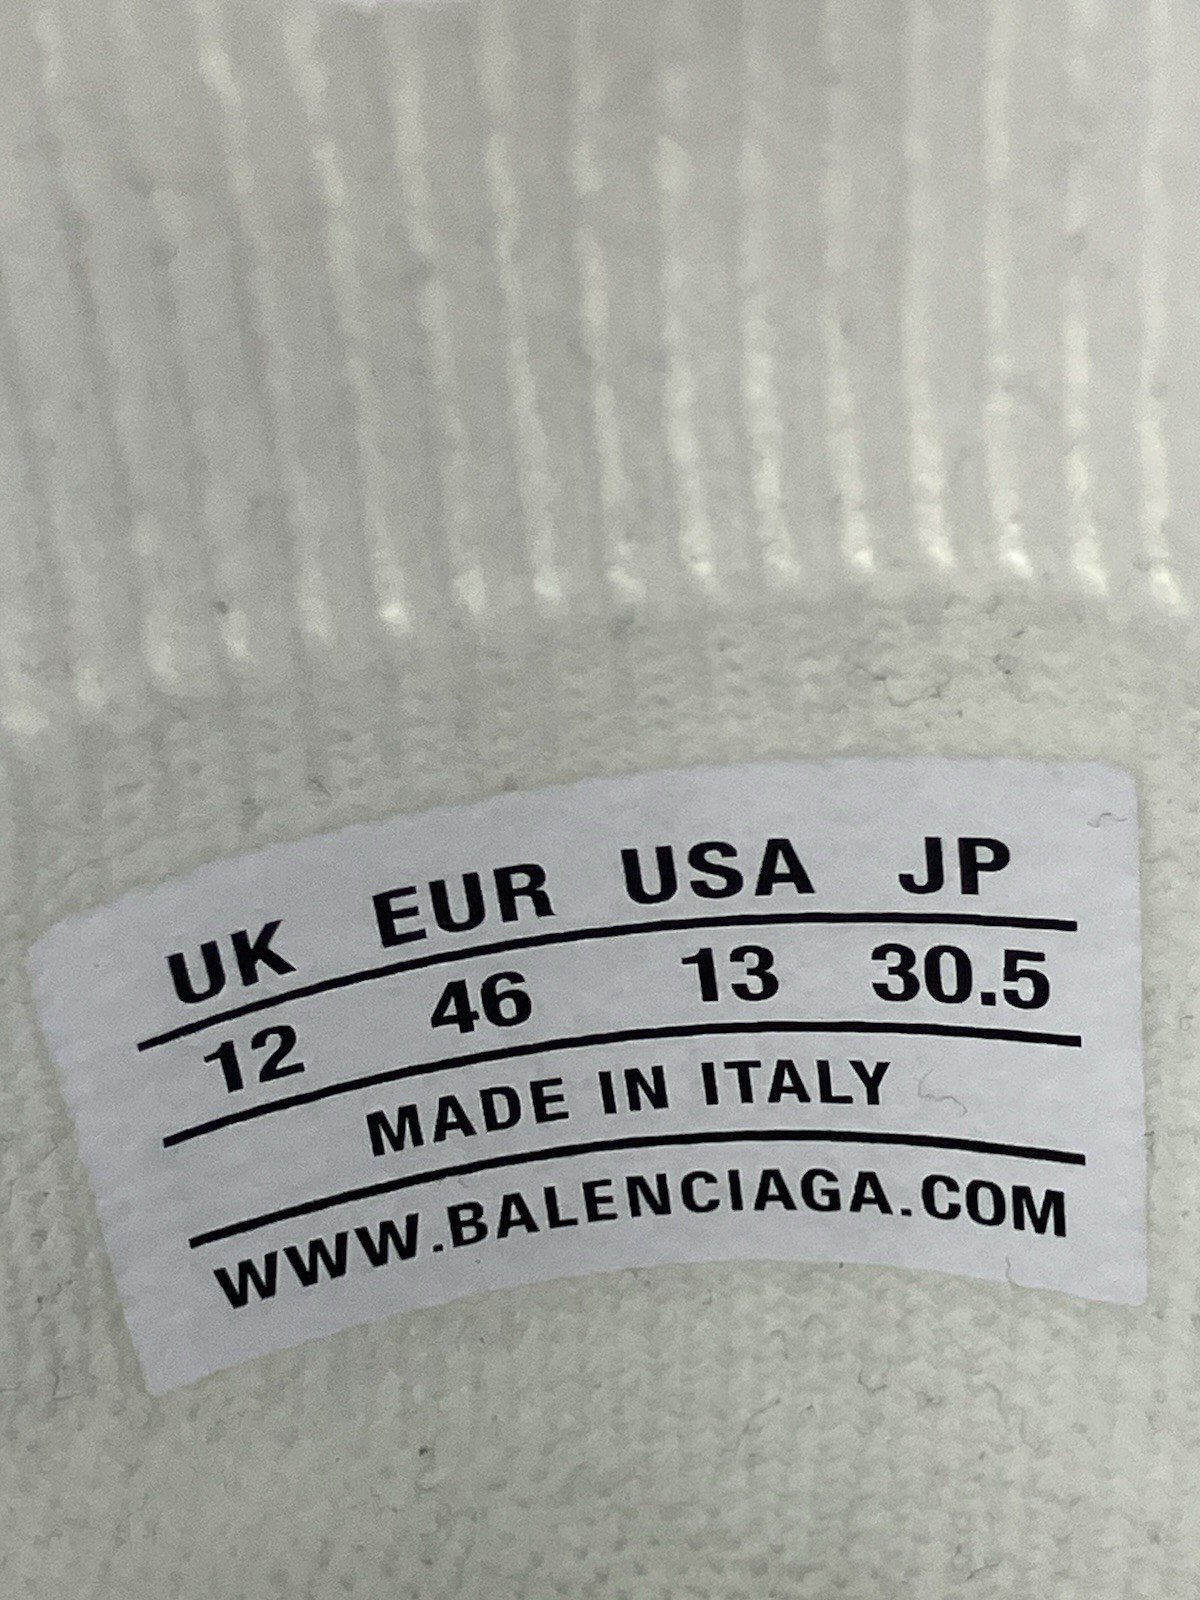 UK EUR USA JP
12 46 13 30.5
MADE IN ITALY
WWW.BALENCIAGA.COM